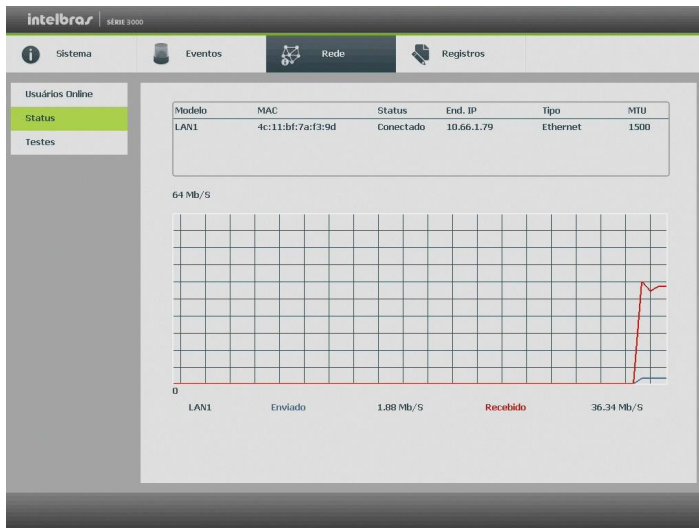 intelbras SÉRIE 3000
Sistema Eventos Rede Registros
Usuários Online
Status
Testes
Modelo MAC Status End. IP Tipo MTU
LAN1 4c:11:bf:7a:f3:9d Conectado 10.66.1.79 Ethernet 1500
64 Mb/S
0
LAN1 Enviado 1.88 Mb/S Recebido 36.34 Mb/S